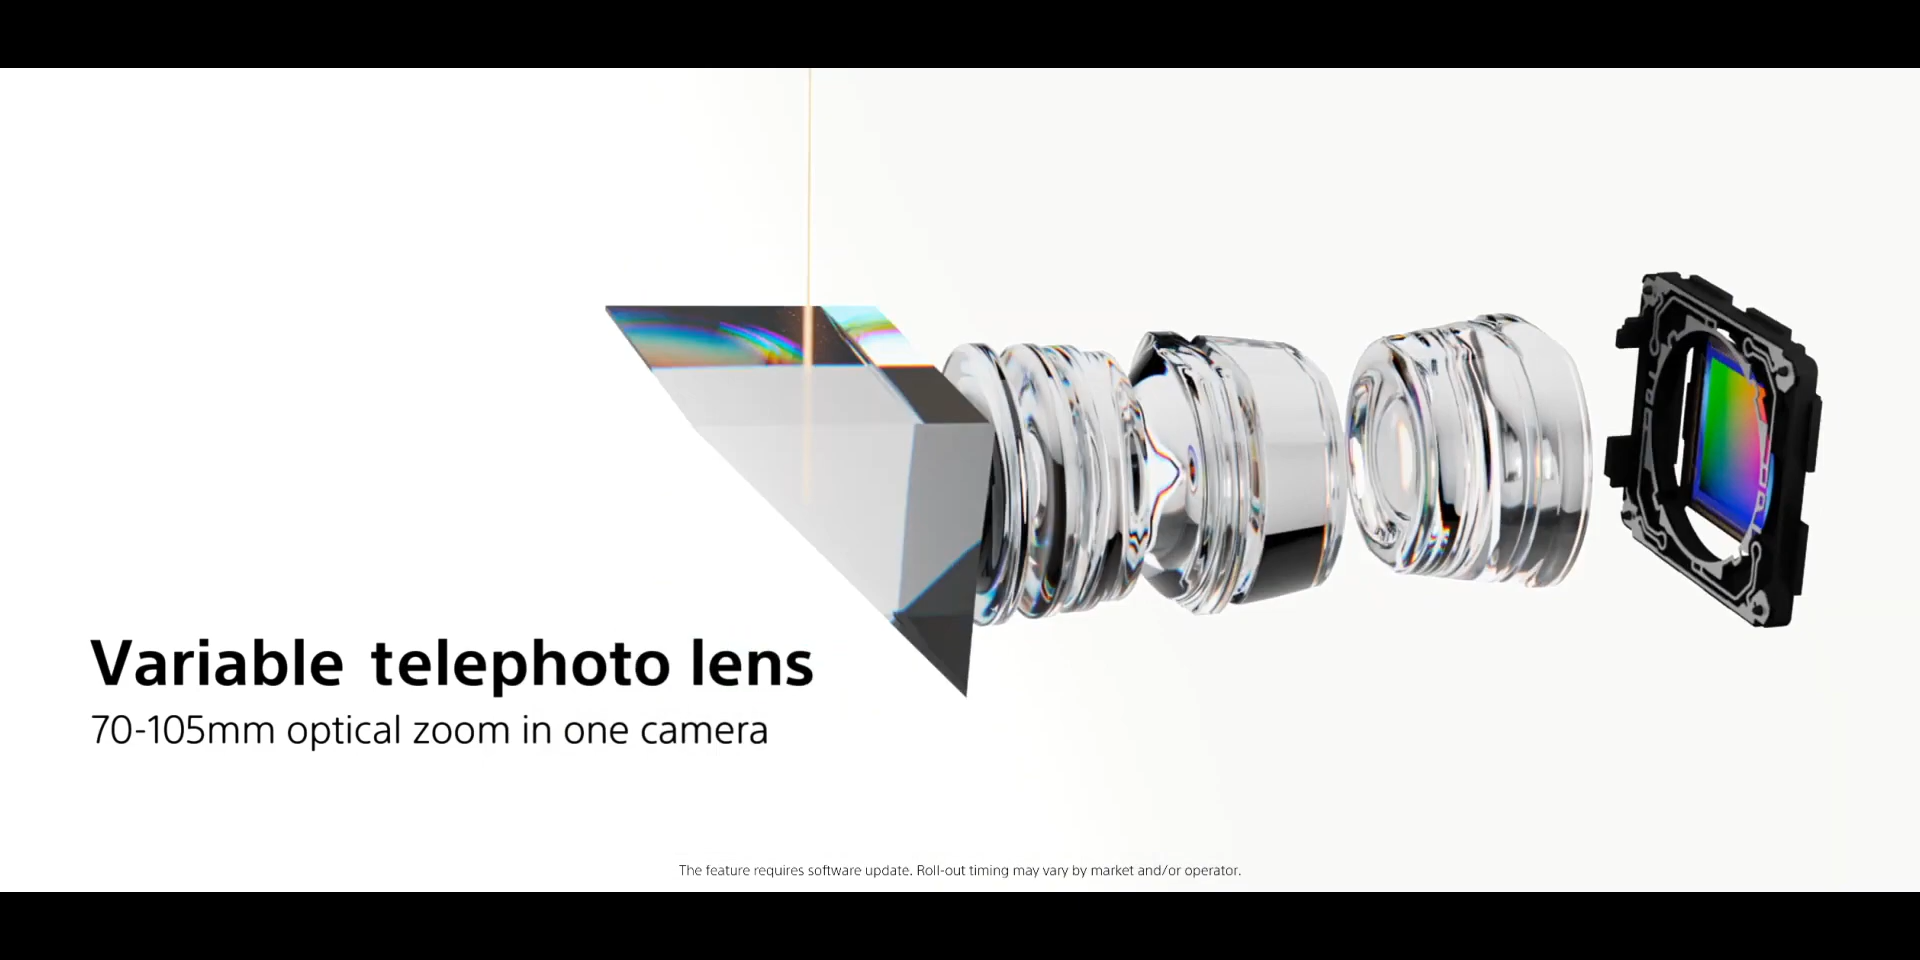 Variable telephoto lens
70-105mm optical zoom in one camera
The feature requires software update. Roll-out timing may vary by market and/or operator.